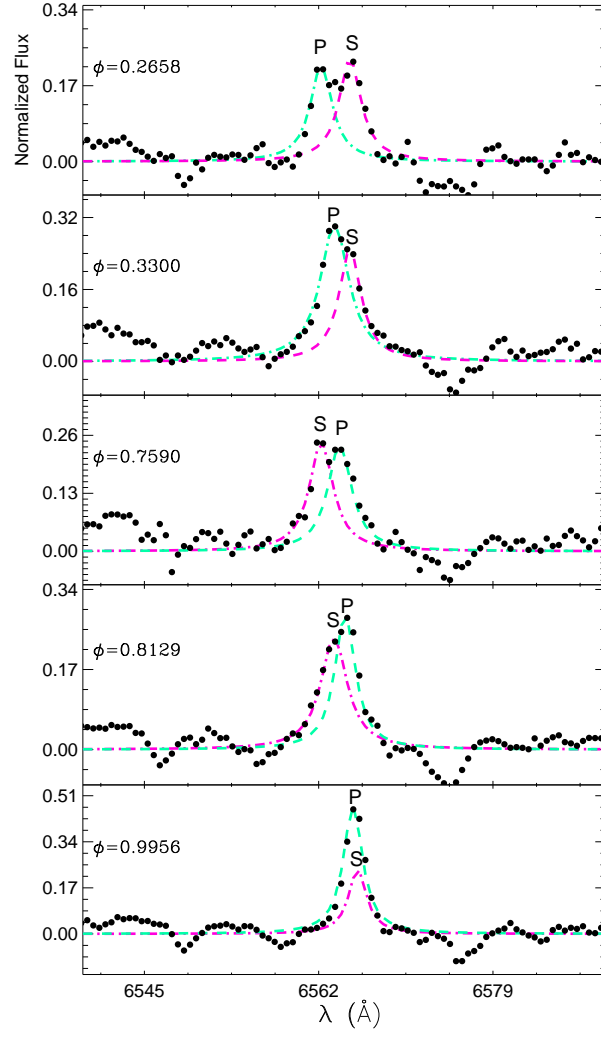 Normalized Flux
0.34
0.17
0.00
ϕ=0.2658
P
S
0.32
0.16
0.00
ϕ=0.3300
P
S
0.26
0.13
0.00
ϕ=0.7590
S
P
0.34
0.17
0.00
ϕ=0.8129
S
P
0.51
0.34
0.17
0.00
ϕ=0.9956
P
S
6545 6562 6579
λ (Å)